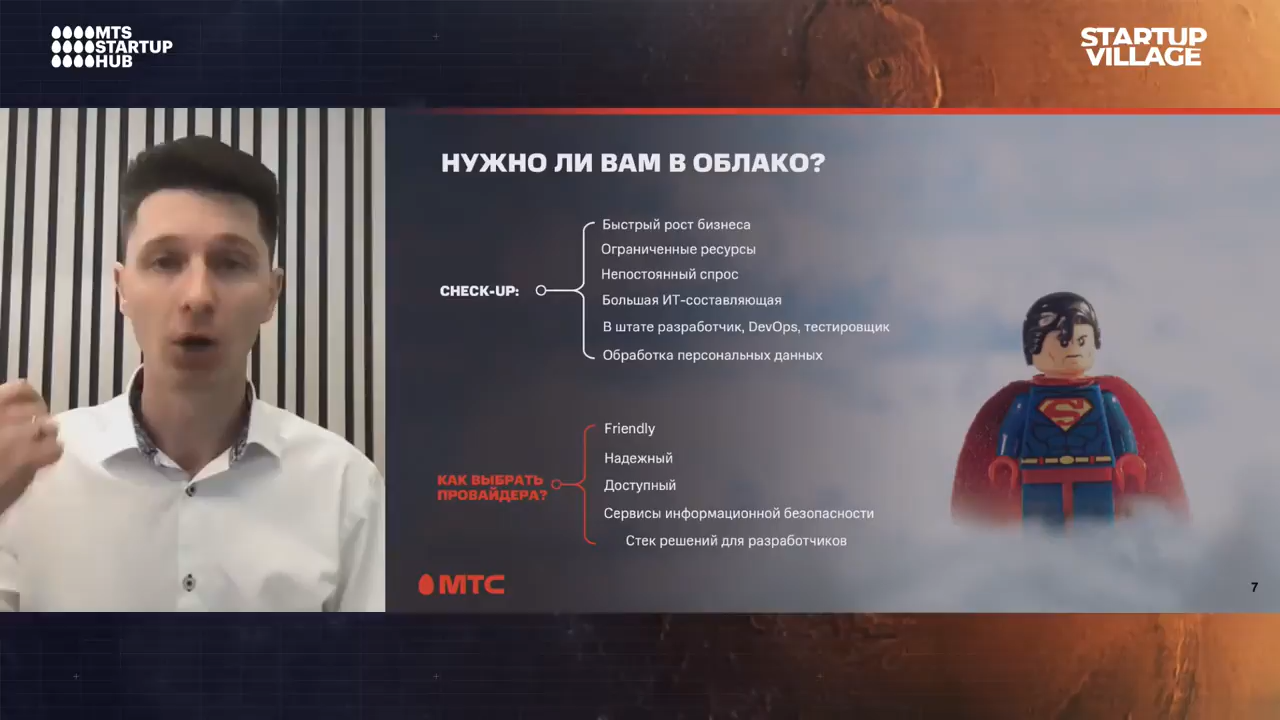 MTS
STARTUP
HUB
STARTUP
VILLAGE
НУЖНО ЛИ ВАМ В ОБЛАКО?
CHECK-UP:
Быстрый рост бизнеса
Ограниченные ресурсы
Непостоянный спрос
Большая ИТ-составляющая
В штате разработчик, DevOps, тестировщик
Обработка персональных данных
КАК ВЫБРАТЬ
ПРОВАЙДЕРА?
Friendly
Надежный
Доступный
Сервисы информационной безопасности
Стек решений для разработчиков
МТС
7